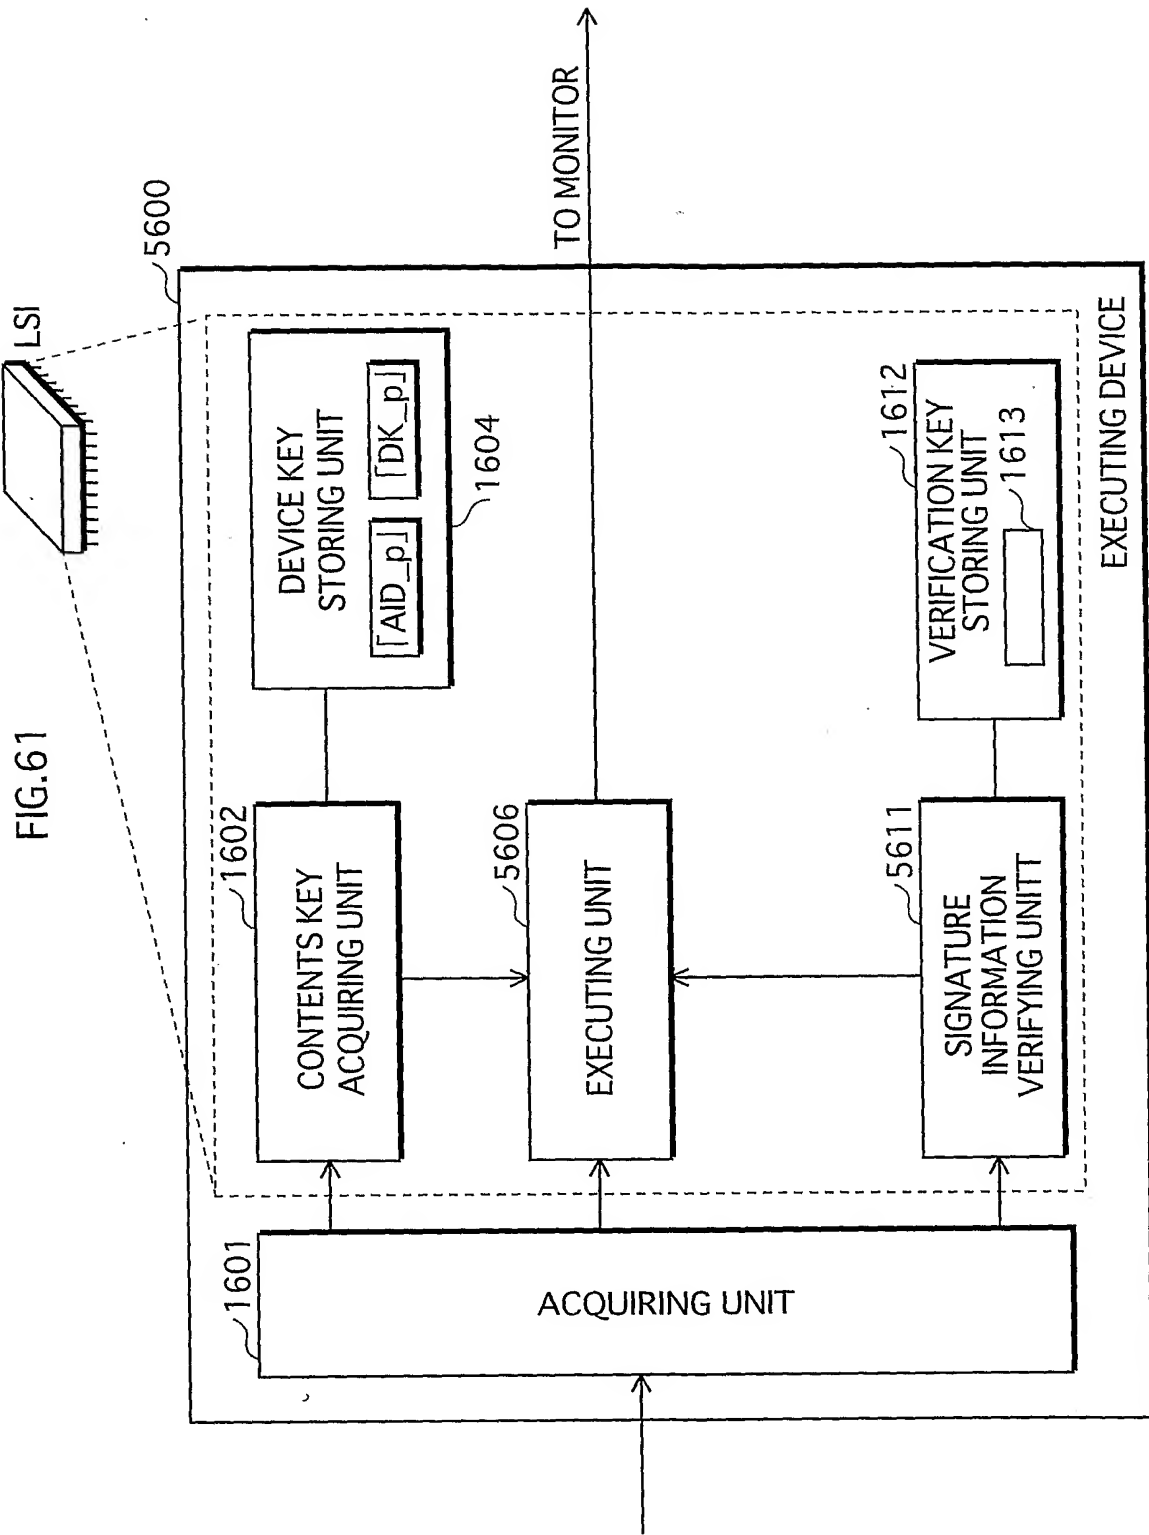 FIG.61
LSI
5600
1601
ACQUIRING UNIT
1602
CONTENTS KEY
ACQUIRING UNIT
DEVICE KEY
STORING UNIT
「AID_p」
「DK_p」
1604
5606
EXECUTING UNIT
TO MONITOR
5611
SIGNATURE
INFORMATION
VERIFYING UNITT
1612
VERIFICATION KEY
STORING UNIT
1613
EXECUTING DEVICE